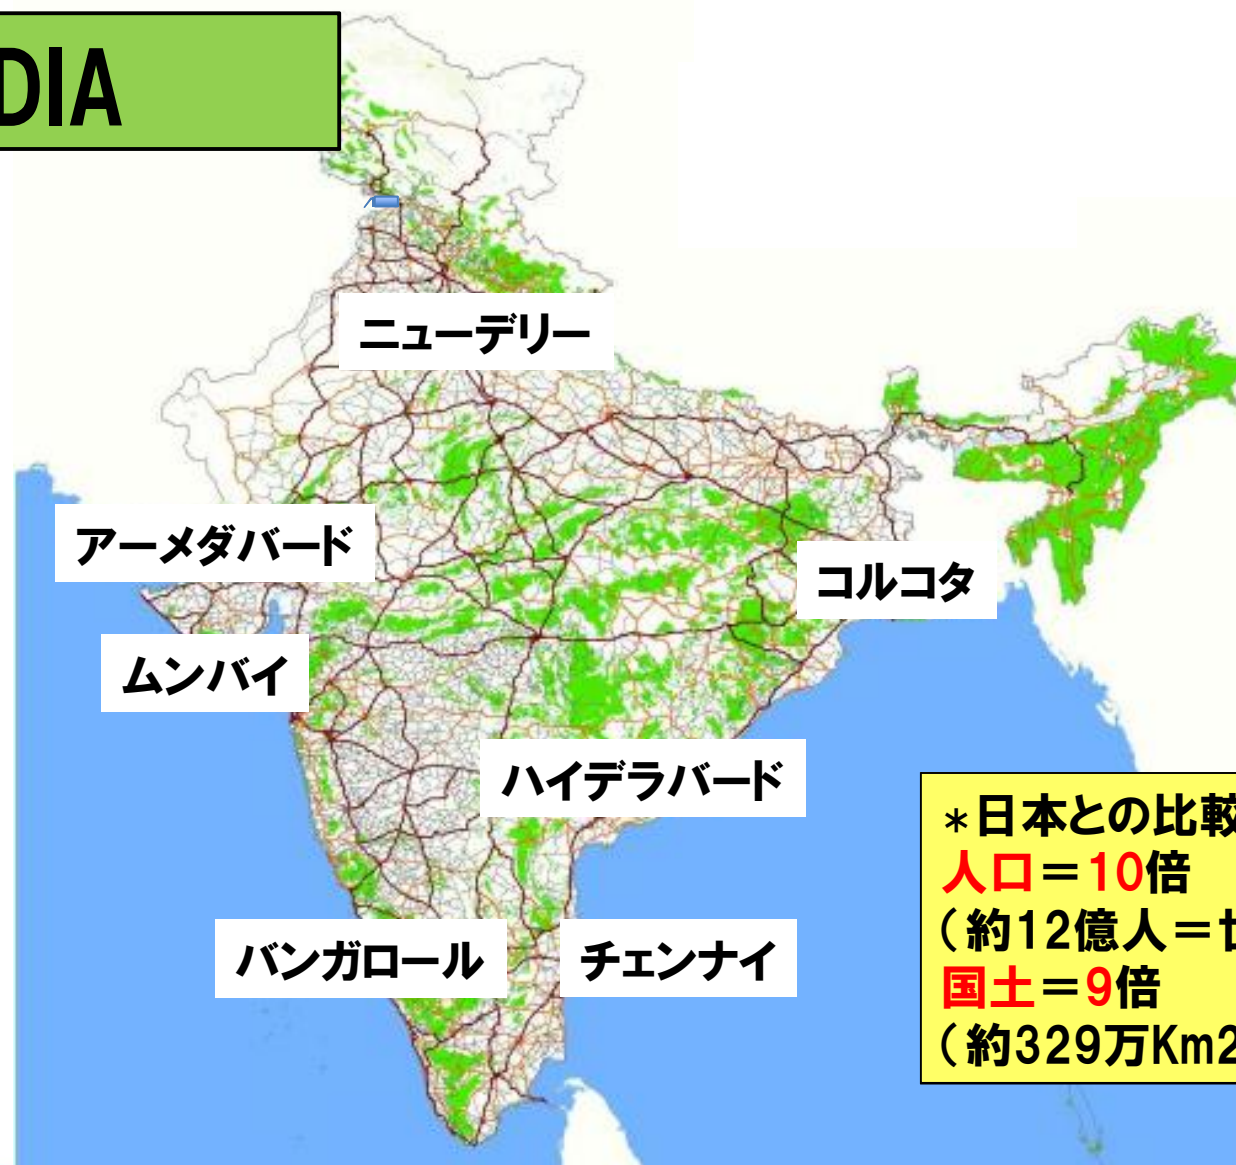 DIA
ニューデリー
アーメダバード
コルコタ
ムンバイ
ハイデラバード
バンガロール
チェンナイ
*日本との比較
人口=10倍
(約12億人=
国土=9倍
(約329万Km2